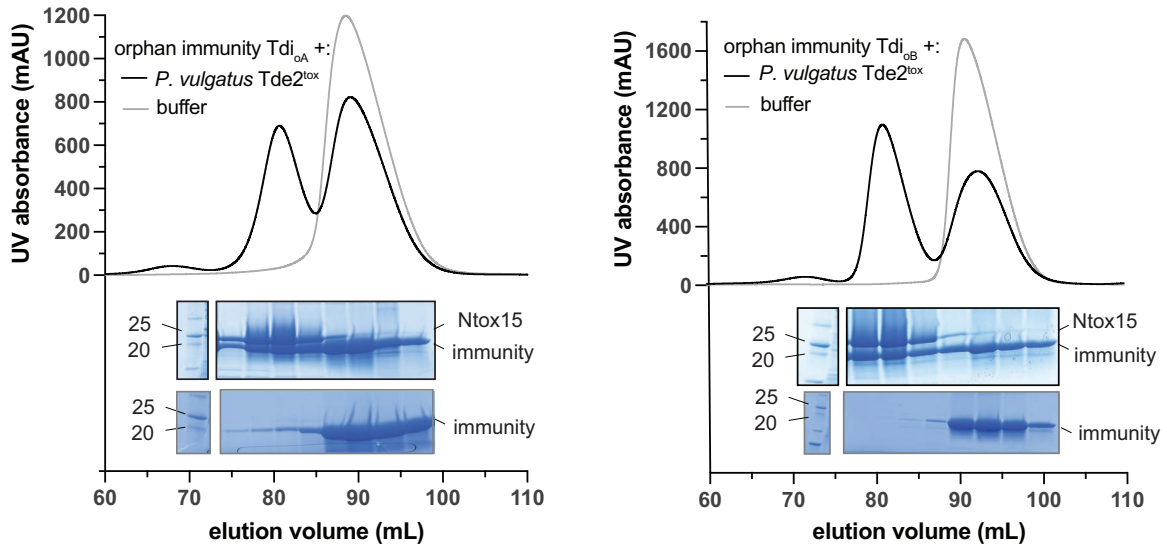 1200
1000
800
600
400
200
0
UV absorbance (mAU)
orphan immunity Tdi_oA +:
P. vulgatus Tde2^tox
buffer
25
20
Ntox15
immunity
25
20
immunity
60 70 80 90 100 110
elution volume (mL)
1600
1200
800
400
0
UV absorbance (mAU)
orphan immunity Tdi_oB +:
P. vulgatus Tde2^tox
buffer
25
20
Ntox15
immunity
25
20
immunity
60 70 80 90 100 110
elution volume (mL)